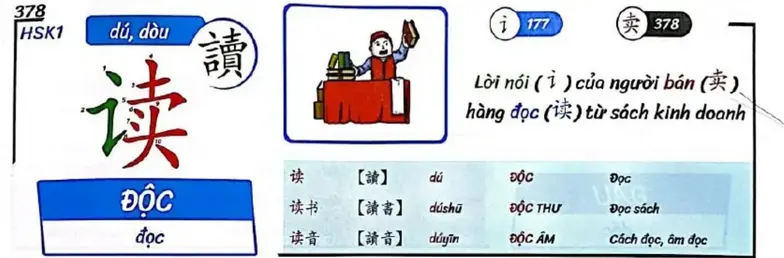 378
HSK1
dú, dòu
讀
读
ĐỘC
đọc
讠 177
卖 378
Lời nói (讠) của người bán (卖)
hàng đọc (读) từ sách kinh doanh
读 【讀】 dú ĐỘC Đọc
读书 【讀書】 dúshū ĐỘC THƯ Đọc sách
读音 【讀音】 dúyīn ĐỘC ÂM Cách đọc, âm đọc